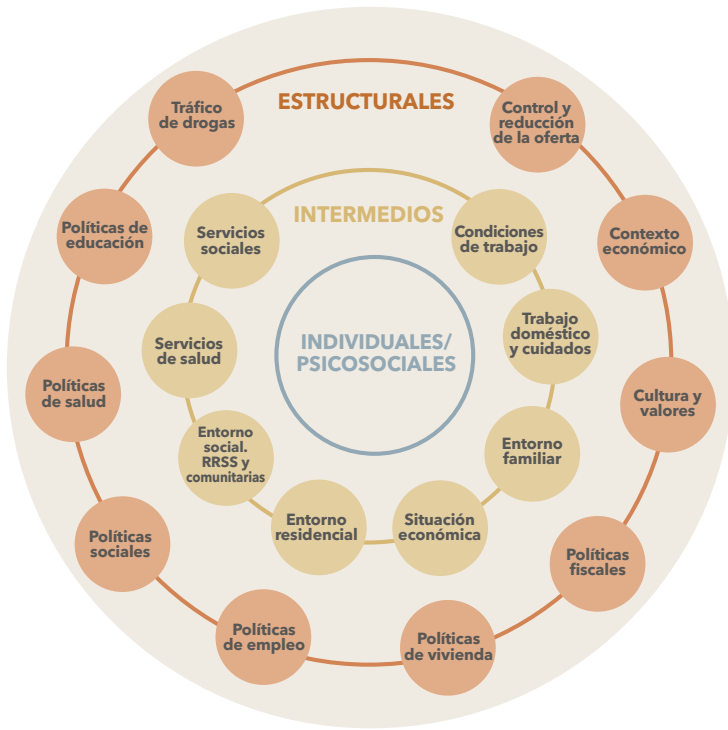 ESTRUCTURALES
Tráfico
de drogas
Control y
reducción
de la oferta
Políticas de
educación
Contexto
económico
Políticas
de salud
Cultura y
valores
Políticas
sociales
Políticas
fiscales
Políticas
de empleo
Políticas
de vivienda
INTERMEDIOS
Servicios
sociales
Condiciones
de trabajo
Servicios
de salud
Trabajo
doméstico
y cuidados
Entorno
social.
RRSS y
comunitarias
Entorno
familiar
Entorno
residencial
Situación
económica
INDIVIDUALES/
PSICOSOCIALES